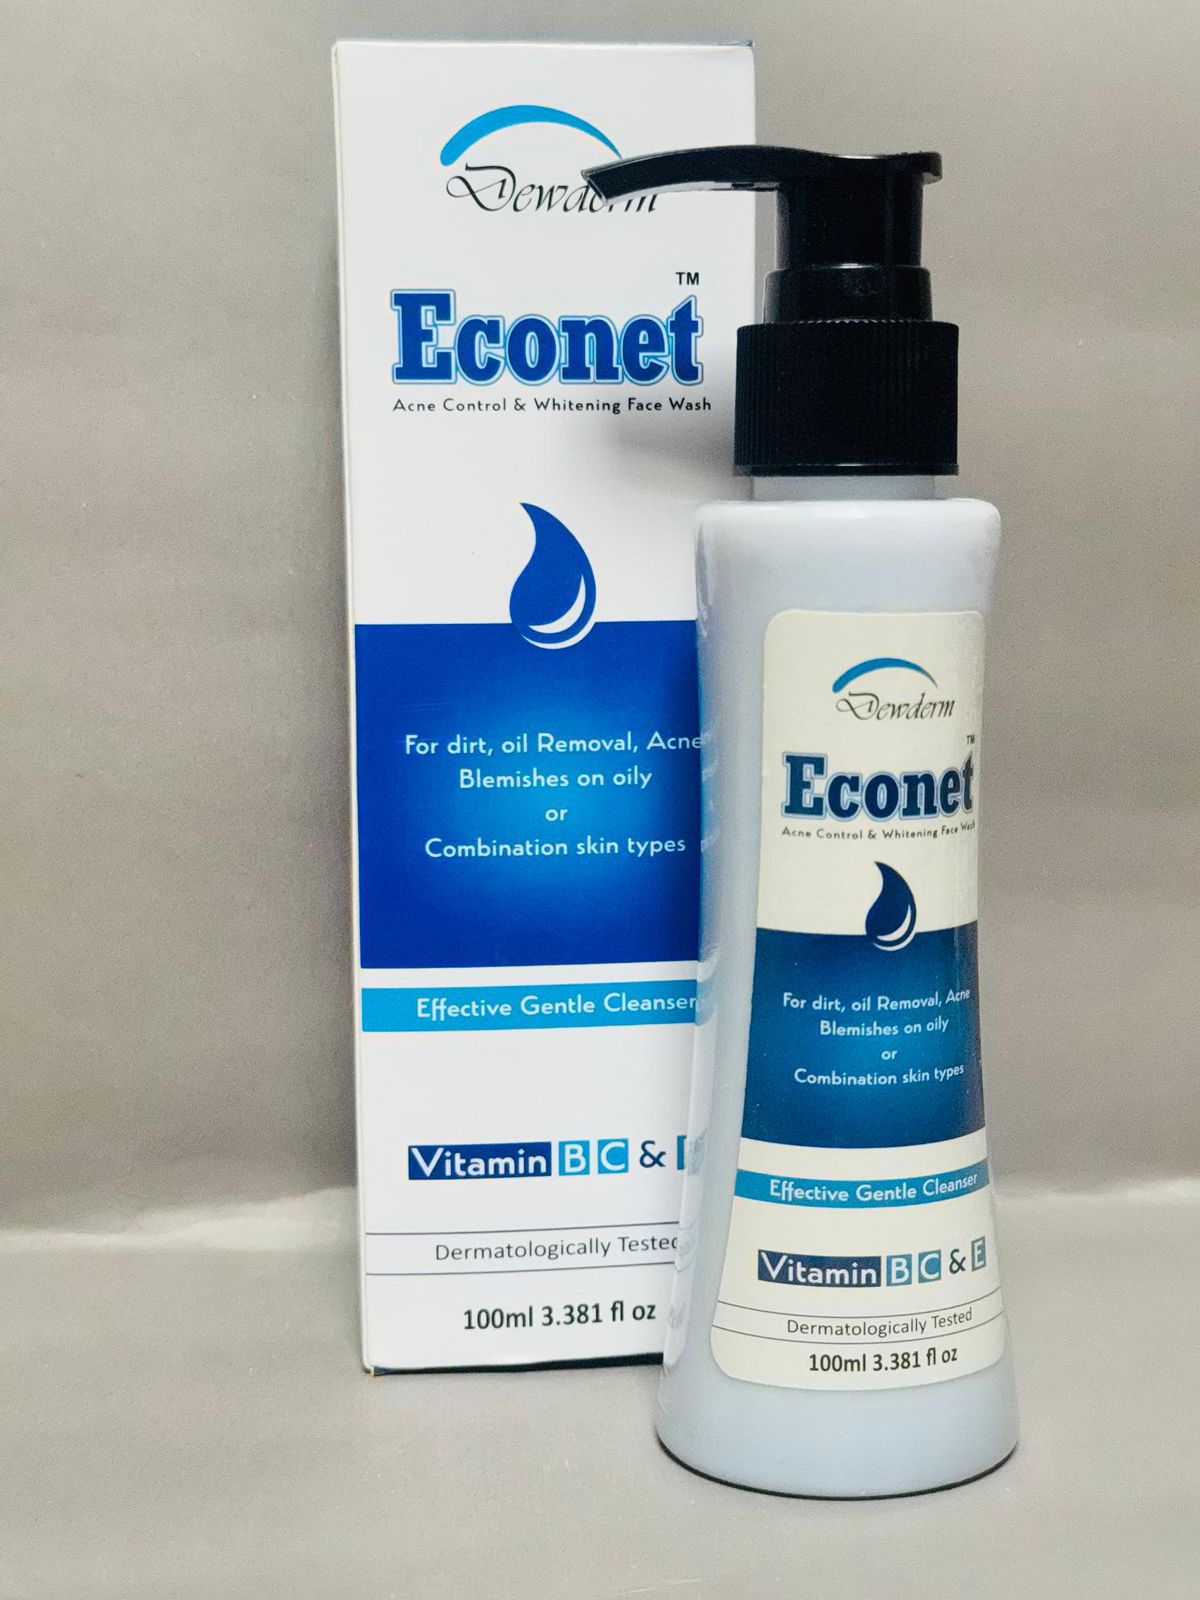 Dewderm
TM
Econet
Acne Control & Whitening Face Wash
For dirt, oil Removal, Acne
Blemishes on oily
or
Combination skin types
Effective Gentle Cleanser
Vitamin B C &
Dermatologically Tested
100ml 3.381 fl oz
Dewderm
TM
Econet
Acne Control & Whitening Face Wash
For dirt, oil Removal, Acne
Blemishes on oily
or
Combination skin types
Effective Gentle Cleanser
Vitamin B C & E
Dermatologically Tested
100ml 3.381 fl oz